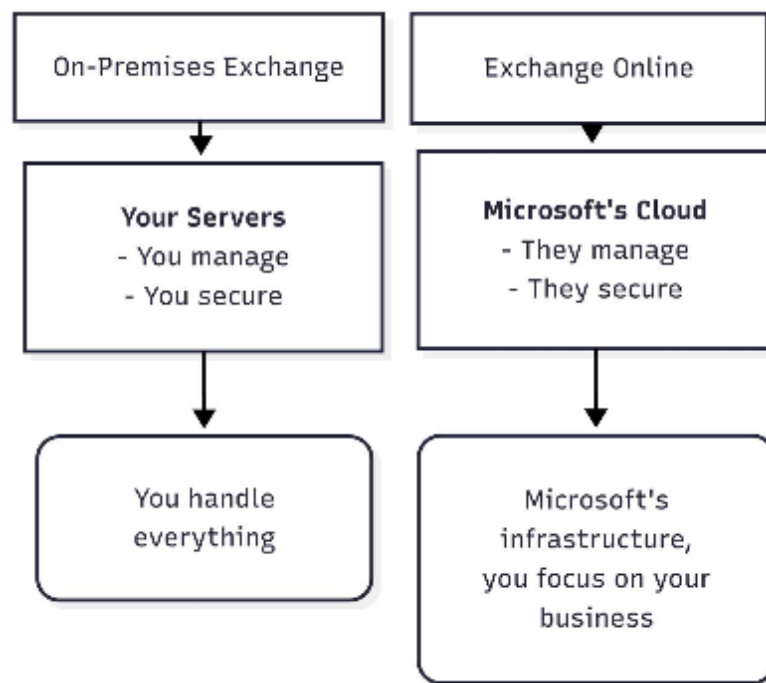 On-Premises Exchange
Exchange Online
Your Servers
- You manage
- You secure
Microsoft's Cloud
- They manage
- They secure
You handle
everything
Microsoft's
infrastructure,
you focus on your
business